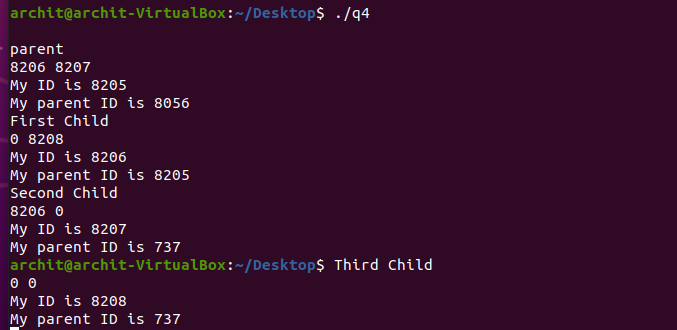 archit@archit-VirtualBox:~/Desktop$ ./q4
parent
8206 8207
My ID is 8205
My parent ID is 8056
First Child
0 8208
My ID is 8206
My parent ID is 8205
Second Child
8206 0
My ID is 8207
My parent ID is 737
archit@archit-VirtualBox:~/Desktop$ Third Child
0 0
My ID is 8208
My parent ID is 737